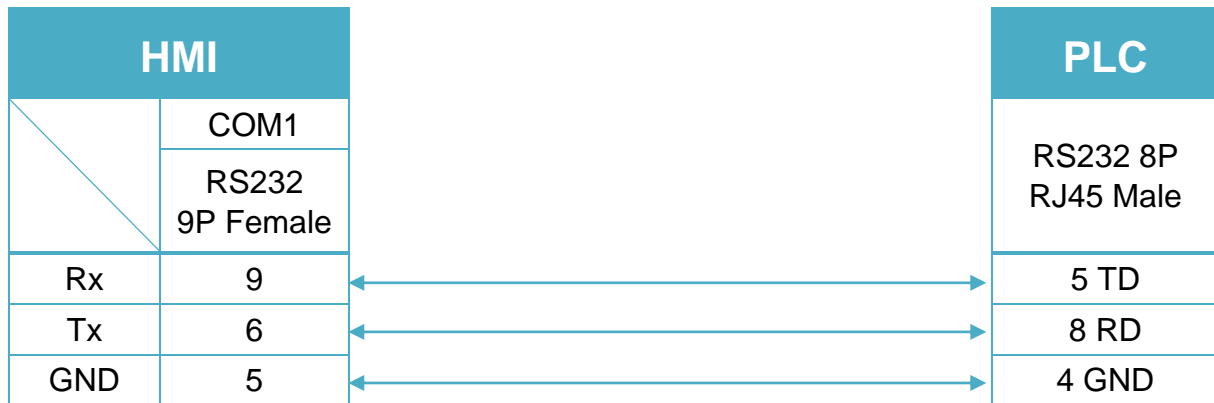 HMI
PLC
COM1
RS232
9P Female
RS232 8P
RJ45 Male
Rx 9 5 TD
Tx 6 8 RD
GND 5 4 GND